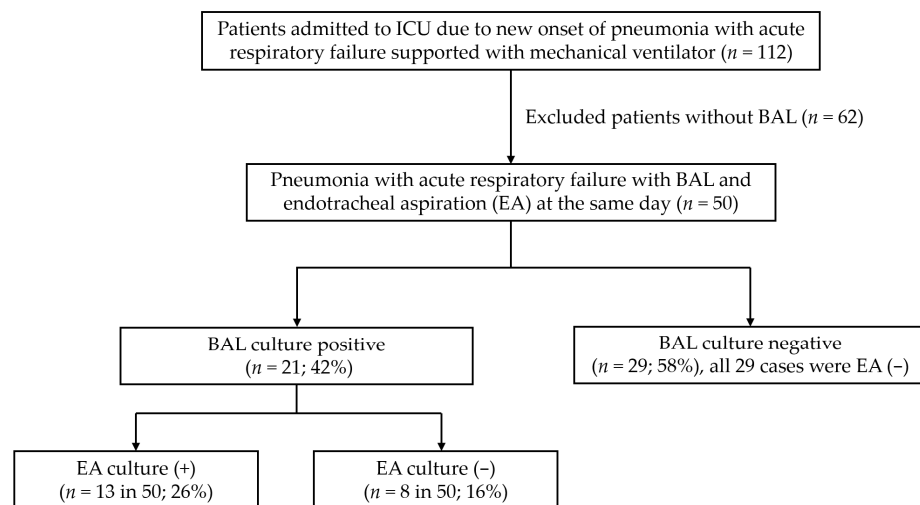 Patients admitted to ICU due to new onset of pneumonia with acute
respiratory failure supported with mechanical ventilator (n = 112)
Excluded patients without BAL (n = 62)
Pneumonia with acute respiratory failure with BAL and
endotracheal aspiration (EA) at the same day (n = 50)
BAL culture positive
(n = 21; 42%)
BAL culture negative
(n = 29; 58%), all 29 cases were EA (–)
EA culture (+)
(n = 13 in 50; 26%)
EA culture (–)
(n = 8 in 50; 16%)